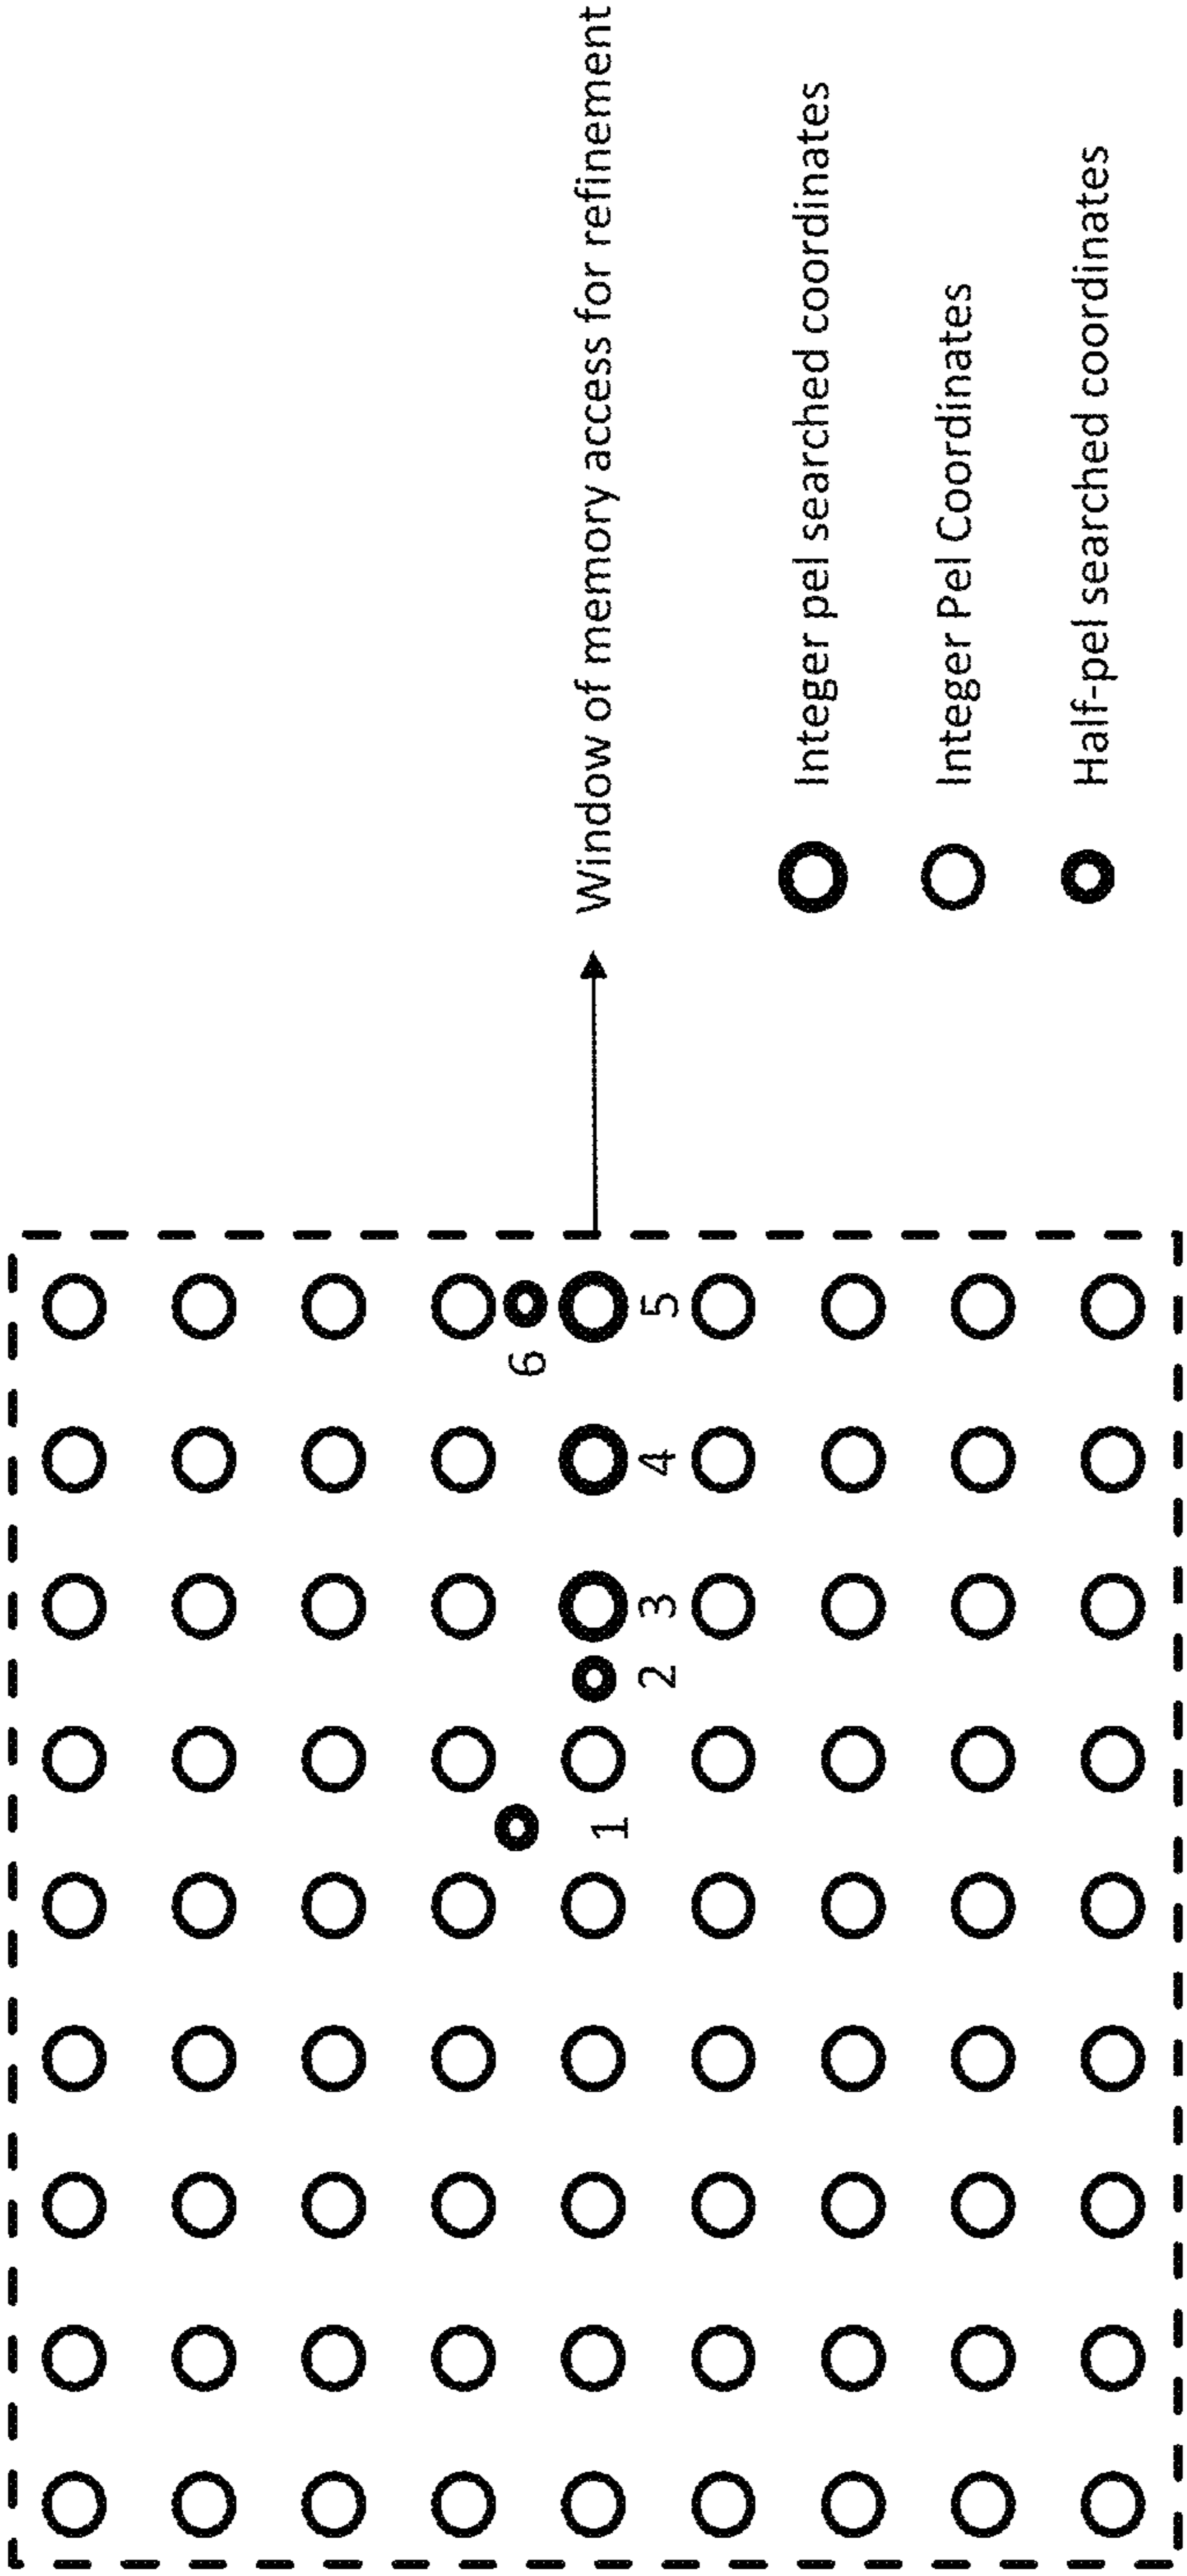 6
1
Window of memory access for refinement
2 3 4 5
Integer pel searched coordinates
Integer Pel Coordinates
Half-pel searched coordinates